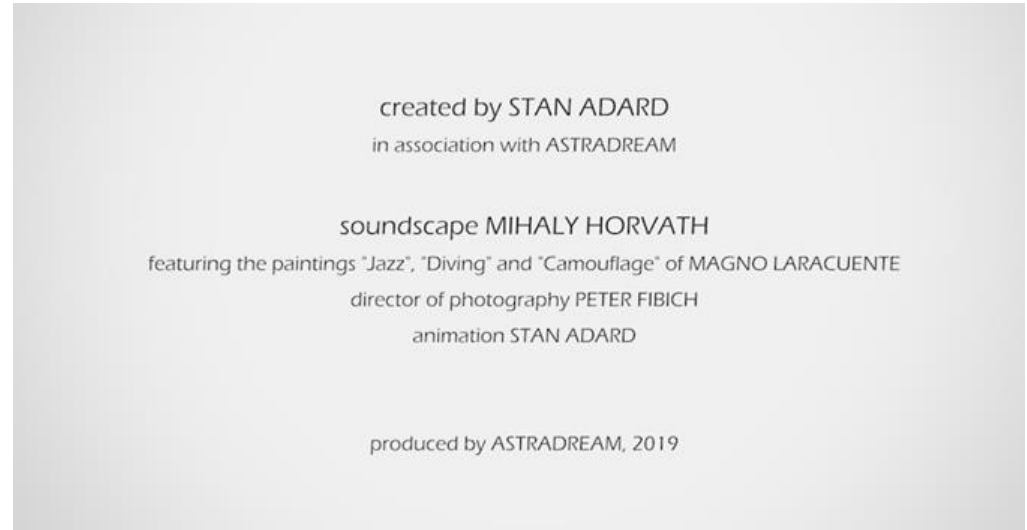 created by STAN ADARD
in association with ASTRADREAM
soundscape MIHALY HORVATH
featuring the paintings "Jazz", "Diving" and "Camouflage" of MAGNO LARACUENTE
director of photography PETER FIBICH
animation STAN ADARD
produced by ASTRADREAM, 2019